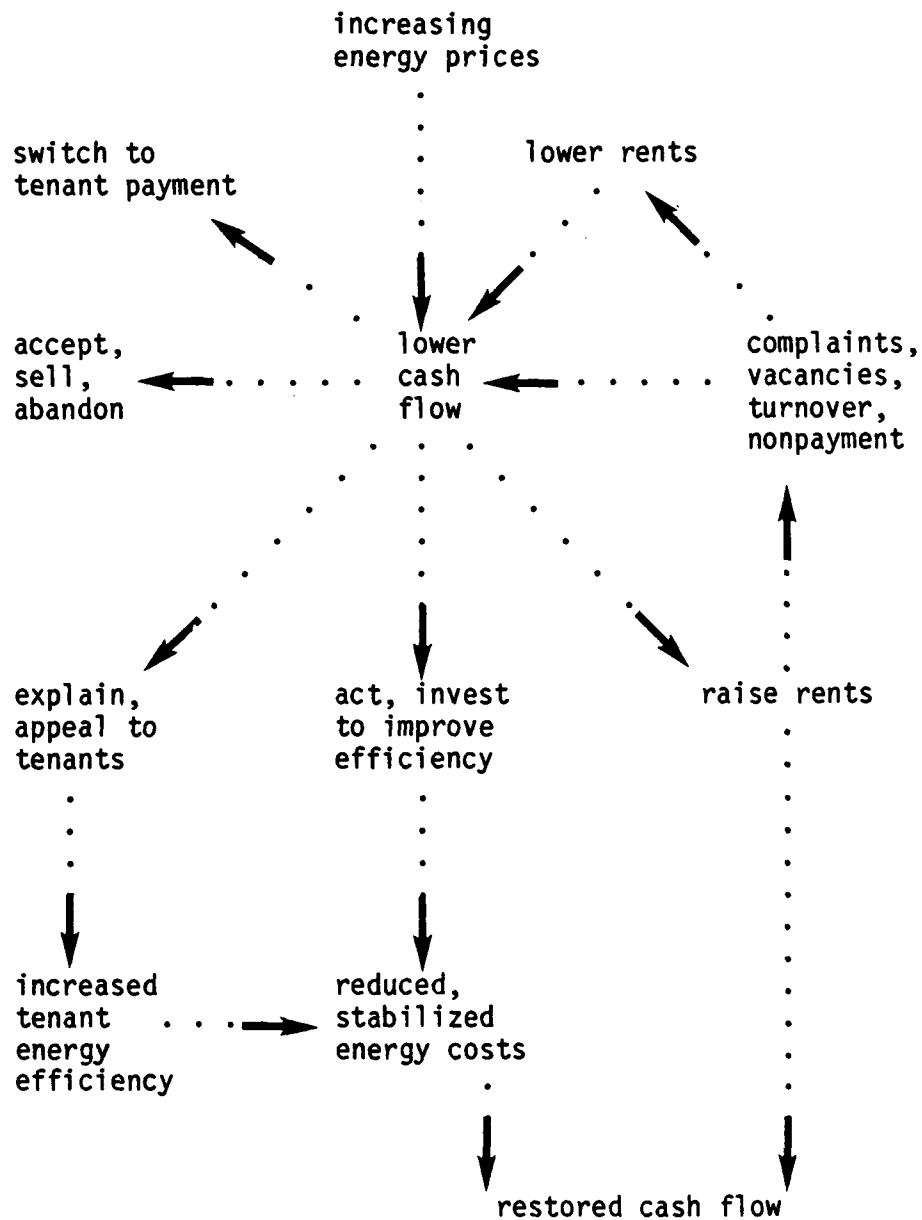 increasing
energy prices
switch to
tenant payment
lower rents
accept,
sell,
abandon
lower
cash
flow
complaints,
vacancies,
turnover,
nonpayment
explain,
appeal to
tenants
act, invest
to improve
efficiency
raise rents
increased
tenant
energy
efficiency
reduced,
stabilized
energy costs
restored cash flow